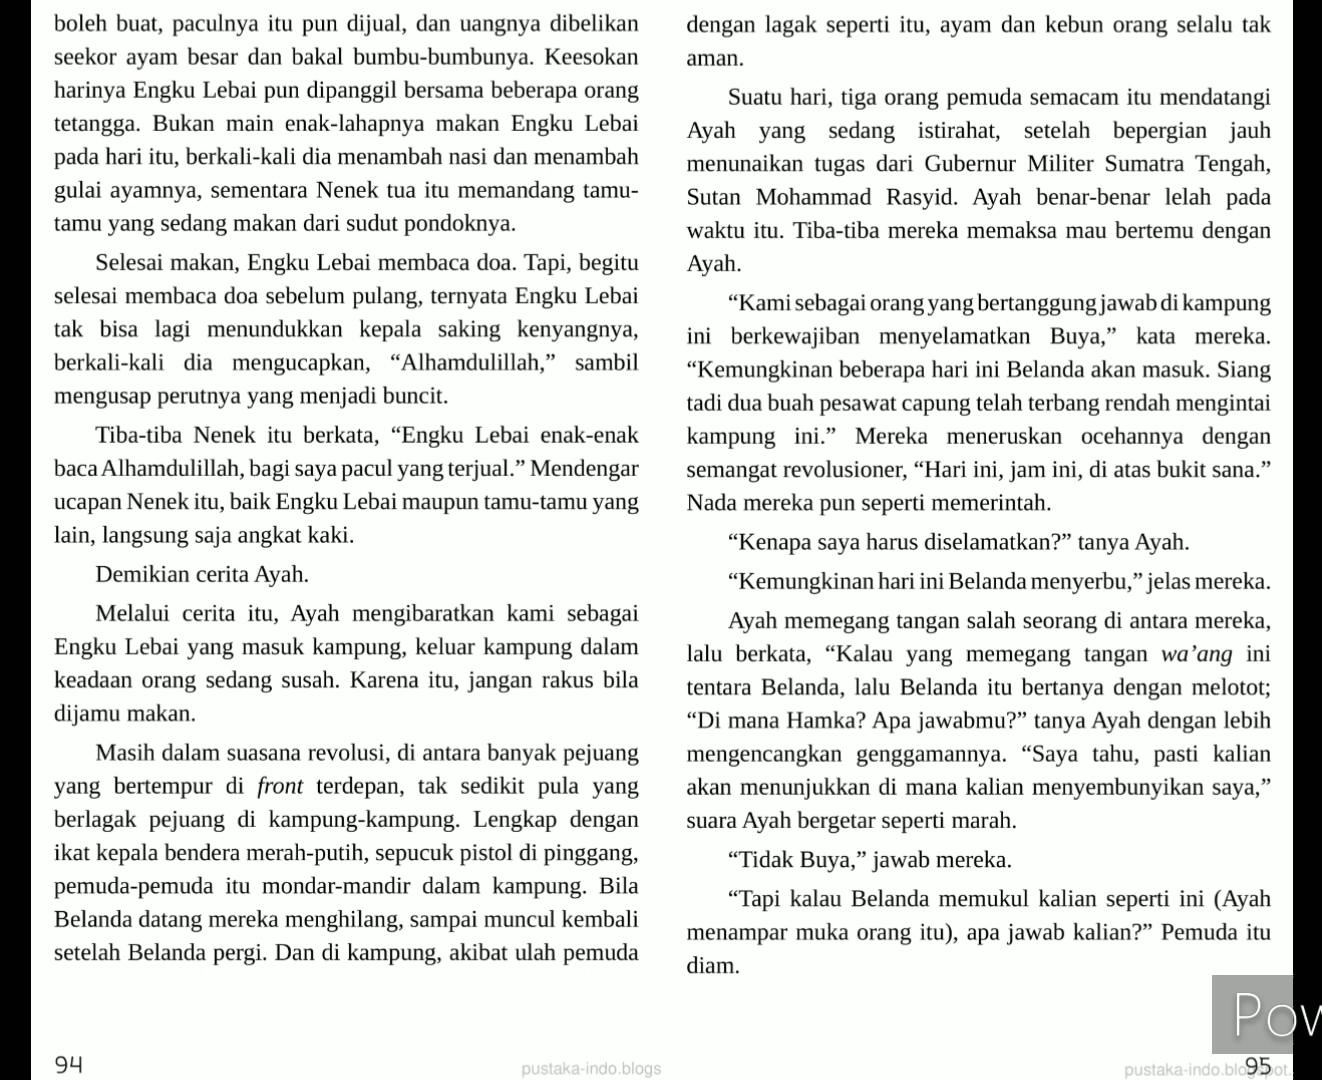 boleh buat, paculnya itu pun dijual, dan uangnya dibelikan
seekor ayam besar dan bakal bumbu-bumbunya. Keesokan
harinya Engku Lebai pun dipanggil bersama beberapa orang
tetangga. Bukan main enak-lahapnya makan Engku Lebai
pada hari itu, berkali-kali dia menambah nasi dan menambah
gulai ayamnya, sementara Nenek tua itu memandang tamu-
tamu yang sedang makan dari sudut pondoknya.
Selesai makan, Engku Lebai membaca doa. Tapi, begitu
selesai membaca doa sebelum pulang, ternyata Engku Lebai
tak bisa lagi menundukkan kepala saking kenyangnya,
berkali-kali dia mengucapkan, “Alhamdulillah,” sambil
mengusap perutnya yang menjadi buncit.
Tiba-tiba Nenek itu berkata, “Engku Lebai enak-enak
baca Alhamdulillah, bagi saya pacul yang terjual.” Mendengar
ucapan Nenek itu, baik Engku Lebai maupun tamu-tamu yang
lain, langsung saja angkat kaki.
Demikian cerita Ayah.
Melalui cerita itu, Ayah mengibaratkan kami sebagai
Engku Lebai yang masuk kampung, keluar kampung dalam
keadaan orang sedang susah. Karena itu, jangan rakus bila
dijamu makan.
Masih dalam suasana revolusi, di antara banyak pejuang
yang bertempur di front terdepan, tak sedikit pula yang
berlagak pejuang di kampung-kampung. Lengkap dengan
ikat kepala bendera merah-putih, sepucuk pistol di pinggang,
pemuda-pemuda itu mondar-mandir dalam kampung. Bila
Belanda datang mereka menghilang, sampai muncul kembali
setelah Belanda pergi. Dan di kampung, akibat ulah pemuda
94
pustaka-indo.blogs
dengan lagak seperti itu, ayam dan kebun orang selalu tak
aman.
Suatu hari, tiga orang pemuda semacam itu mendatangi
Ayah yang sedang istirahat, setelah bepergian jauh
menunaikan tugas dari Gubernur Militer Sumatra Tengah,
Sutan Mohammad Rasyid. Ayah benar-benar lelah pada
waktu itu. Tiba-tiba mereka memaksa mau bertemu dengan
Ayah.
“Kami sebagai orang yang bertanggung jawab di kampung
ini berkewajiban menyelamatkan Buya,” kata mereka.
“Kemungkinan beberapa hari ini Belanda akan masuk. Siang
tadi dua buah pesawat capung telah terbang rendah mengintai
kampung ini.” Mereka meneruskan ocehannya dengan
semangat revolusioner, “Hari ini, jam ini, di atas bukit sana.”
Nada mereka pun seperti memerintah.
“Kenapa saya harus diselamatkan?” tanya Ayah.
“Kemungkinan hari ini Belanda menyerbu,” jelas mereka.
Ayah memegang tangan salah seorang di antara mereka,
lalu berkata, “Kalau yang memegang tangan wa’ang ini
tentara Belanda, lalu Belanda itu bertanya dengan melotot;
“Di mana Hamka? Apa jawabmu?” tanya Ayah dengan lebih
mengencangkan genggamannya. “Saya tahu, pasti kalian
akan menunjukkan di mana kalian menyembunyikan saya,”
suara Ayah bergetar seperti marah.
“Tidak Buya,” jawab mereka.
“Tapi kalau Belanda memukul kalian seperti ini (Ayah
menampar muka orang itu), apa jawab kalian?” Pemuda itu
diam.
Pow
95
pustaka-indo.blogspot.